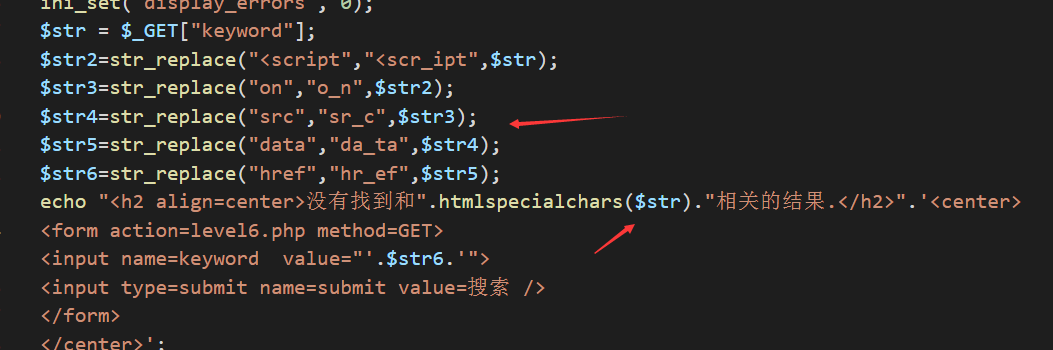 ini_set("display_errors", 0);
$str = $_GET["keyword"];
$str2=str_replace("<script","<scr_ipt",$str);
$str3=str_replace("on","o_n",$str2);
$str4=str_replace("src","sr_c",$str3);
$str5=str_replace("data","da_ta",$str4);
$str6=str_replace("href","hr_ef",$str5);
echo "<h2 align=center>没有找到和".htmlspecialchars($str)."相关的结果.</h2>".'<center>
<form action=level6.php method=GET>
<input name=keyword  value="'.$str6.'">
<input type=submit name=submit value=搜索 />
</form>
</center>';